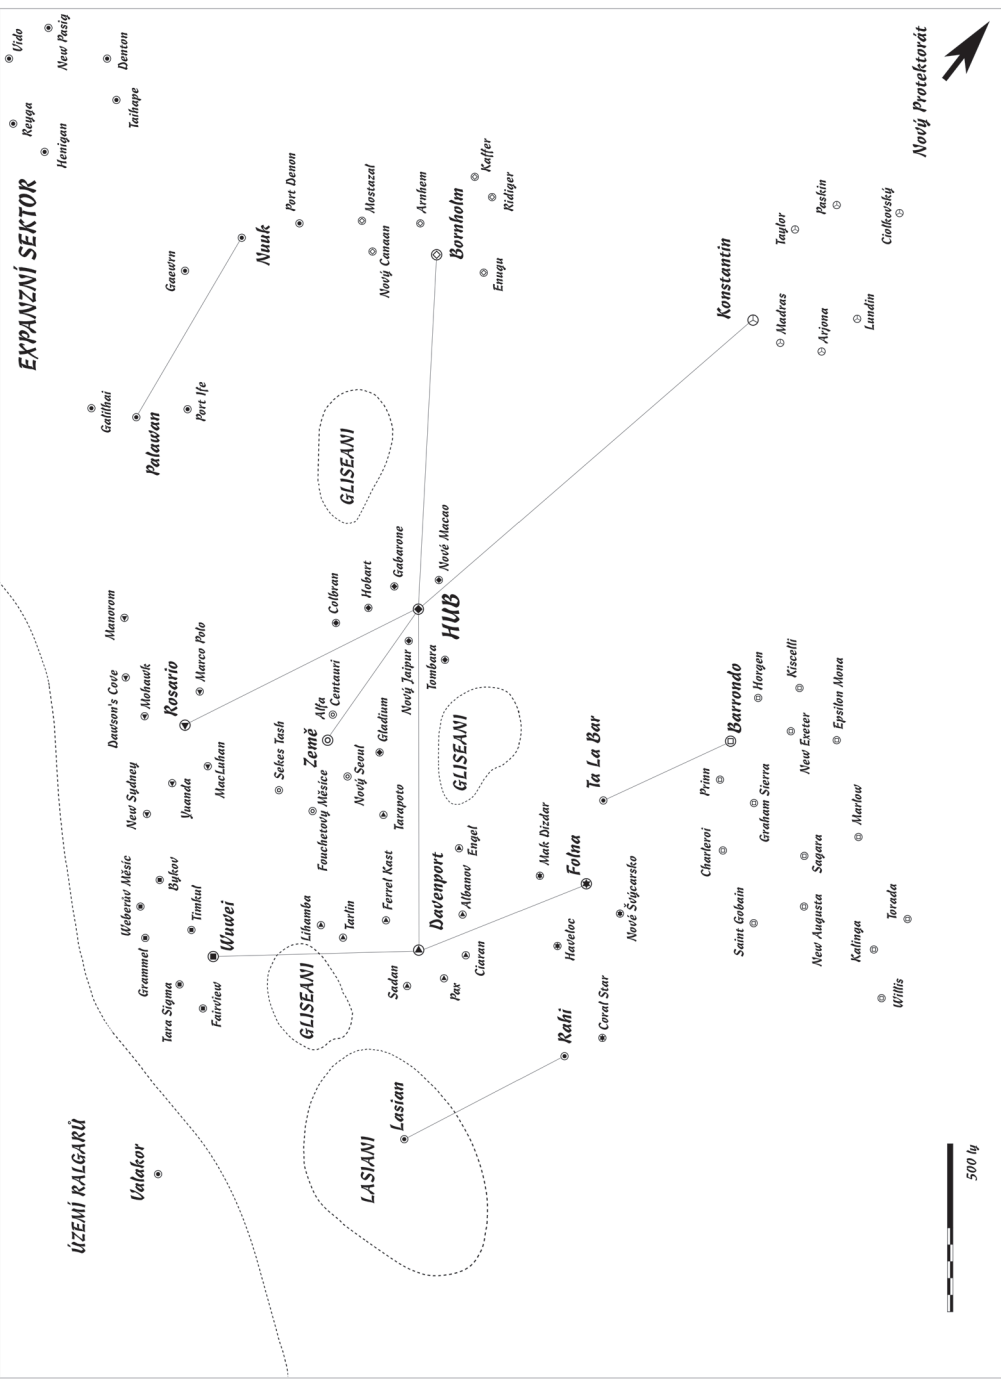 ÚZEMÍ RALGARŮ
Valakor
EXPANZNÍ SEKTOR
Vido
New Pasig
Reyga
Henigan
Denton
Taihape
Galilhai
Palawan
Port Ife
Gaewrn
Nuuk
Port Denon
Manorom
Dawson's Cove
Mohawk
Rosario
Marco Polo
New Sydney
Yuanda
MacLuhan
Weberův Měsíc
Bykov
Grammel
Timkul
Wuwei
Tara Sigma
Fairview
Sekes Tash
Země
Alfa
Centauri
Fouchetovy Měsíce
Nový Seoul
Gladium
Tarapoto
Colbran
Hobart
Gabarone
Nové Macao
HUB
Nový Jaipur
Tombara
GLISEANI
Mostazal
Nový Canaan
Arnhem
Bornholm
Kaffer
Ridiger
Enugu
GLISEANI
GLISEANI
Lihamba
Tarlin
Ferrel Kast
Davenport
Engel
Albanov
Sadan
Pax
Ciaran
LASIANI
Lasian
Rahi
Coral Star
Haveloc
Folna
Mak Dizdar
Nové Švýcarsko
Ta La Bar
Barrondo
Horgen
Kiscelli
New Exeter
Epsilon Mona
Prinn
Graham Sierra
Charleroi
Sagara
Marlow
Saint Gobain
New Augusta
Kalinga
Torada
Willis
Konstantin
Taylor
Paskin
Ciolkovský
Madras
Arjona
Lundin
Nový Protektorát
500 ly